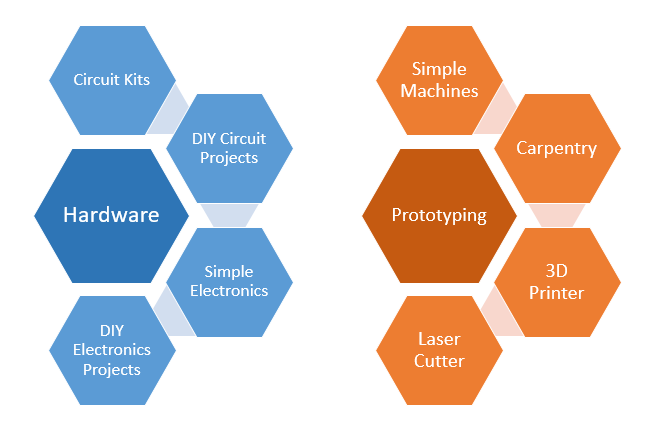 Circuit Kits
DIY Circuit
Projects
Hardware
Simple
Electronics
DIY
Electronics
Projects
Simple
Machines
Carpentry
Prototyping
3D
Printer
Laser
Cutter